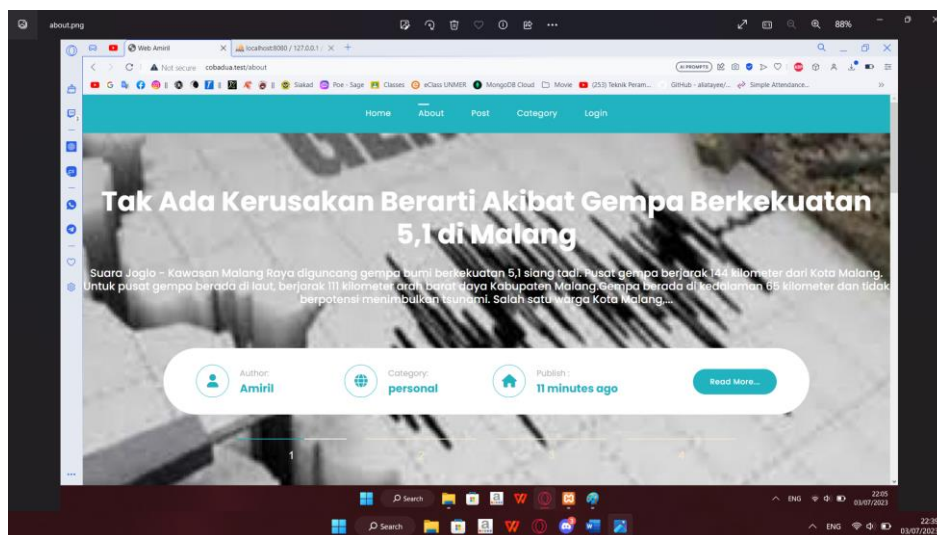 about.png
88%
Web Amiril
localhost:8080 / 127.0.0.1
Not secure cobadua.test/about
AI PROMPTS
Siakad Poe - Sage Classes eClass UNMER MongoDB Cloud Movie (253) Teknik Peram... GitHub - aliatayee/... Simple Attendance...
Home About Post Category Login
Tak Ada Kerusakan Berarti Akibat Gempa Berkekuatan
5,1 di Malang
Suara Joglo – Kawasan Malang Raya diguncang gempa bumi berkekuatan 5,1 siang tadi. Pusat gempa berjarak 144 kilometer dari Kota Malang.
Untuk pusat gempa berada di laut, berjarak 111 kilometer arah barat daya Kabupaten Malang.Gempa berada di kedalaman 65 kilometer dan tidak
berpotensi menimbulkan tsunami. Salah satu warga Kota Malang,...
Author: Category: Publish :
Amiril personal 11 minutes ago Read More...
1 2 3 4
Search ENG 22:05
03/07/2023
Search ENG 22:39
03/07/2023